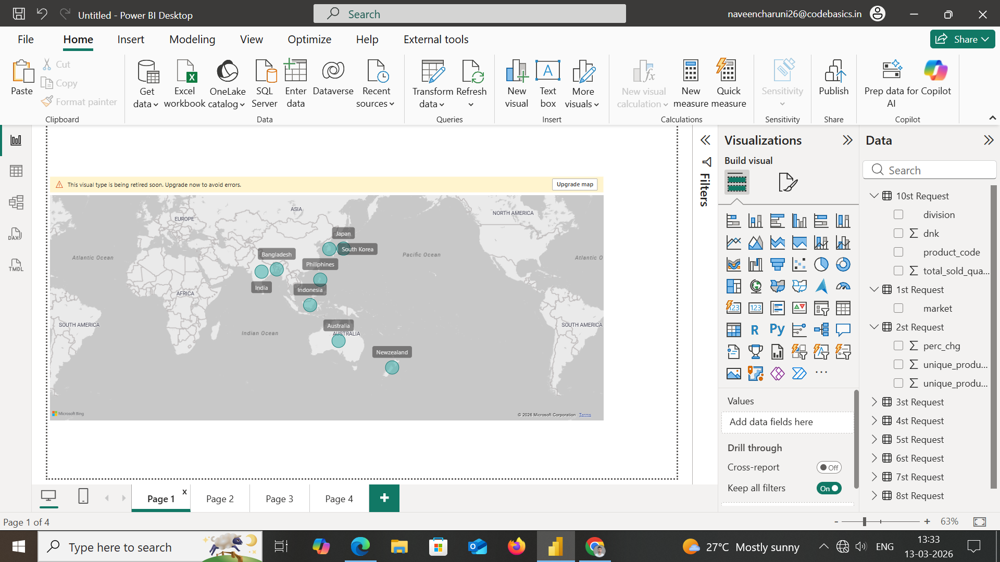 Untitled - Power BI Desktop
Search
naveencharuni26@codebasics.in
File
Home
Insert
Modeling
View
Optimize
Help
External tools
Share
Paste
Cut
Copy
Format painter
Clipboard
Get data
Excel workbook
OneLake catalog
SQL Server
Enter data
Dataverse
Recent sources
Data
Transform data
Refresh
Queries
New visual
Text box
More visuals
Insert
New visual calculation
New measure
Quick measure
Calculations
Sensitivity
Sensitivity
Publish
Share
Prep data for AI
Copilot
Copilot
DAX
TMDL
This visual type is being retired soon. Upgrade now to avoid errors.
Upgrade map
ASIA
EUROPE
NORTH AMERICA
Japan
South Korea
Bangladesh
Atlantic Ocean
Pacific Ocean
Atlantic O
Philiphines
India
Indonesia
AFRICA
SOUTH AMERICA
Australia
AUSTRALIA
Indian Ocean
SOUTH AMERICA
Newzealand
Microsoft Bing
© 2026 Microsoft Corporation Terms
Filters
Visualizations
Build visual
123
123
R
Py
Values
Add data fields here
Drill through
Cross-report
Off
Keep all filters
On
Data
Search
10st Request
division
dnk
product_code
total_sold_qua...
1st Request
market
2st Request
perc_chg
unique_produ...
unique_produ...
3st Request
4st Request
5st Request
6st Request
7st Request
8st Request
Page 1
x
Page 2
Page 3
Page 4
+
Page 1 of 4
- + 63%
Type here to search
27°C Mostly sunny
ENG
13:33
13-03-2026